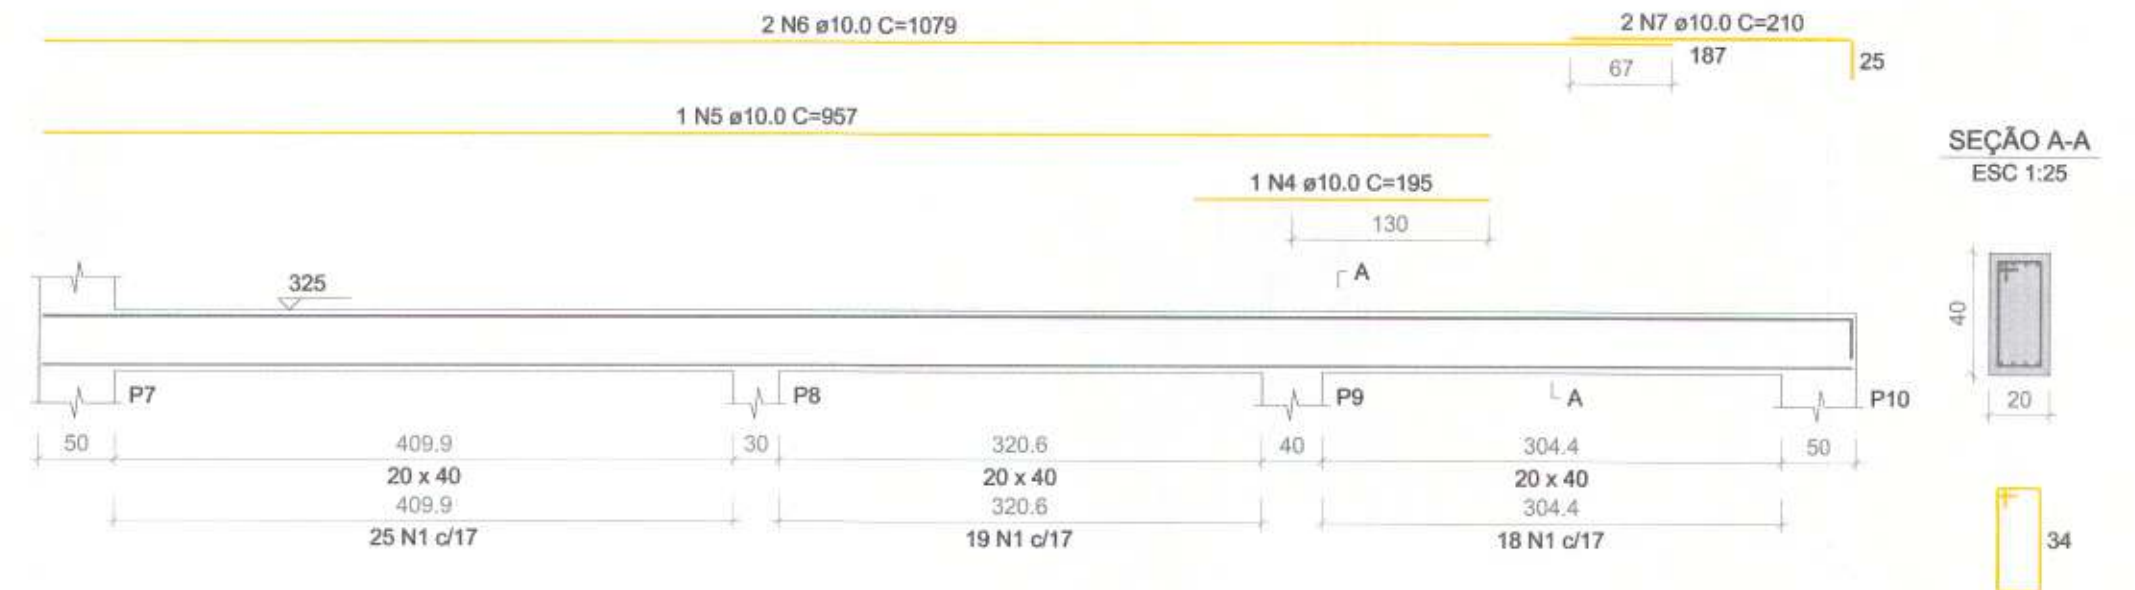 2 N6 ø10.0 C=1079
2 N7 ø10.0 C=210
187
25
67
1 N5 ø10.0 C=957
1 N4 ø10.0 C=195
130
SEÇÃO A-A
ESC 1:25
325
A
40
20
P7
P8
P9
A
P10
50
409.9
30
320.6
40
304.4
50
20 x 40
20 x 40
20 x 40
409.9
320.6
304.4
25 N1 c/17
19 N1 c/17
18 N1 c/17
34